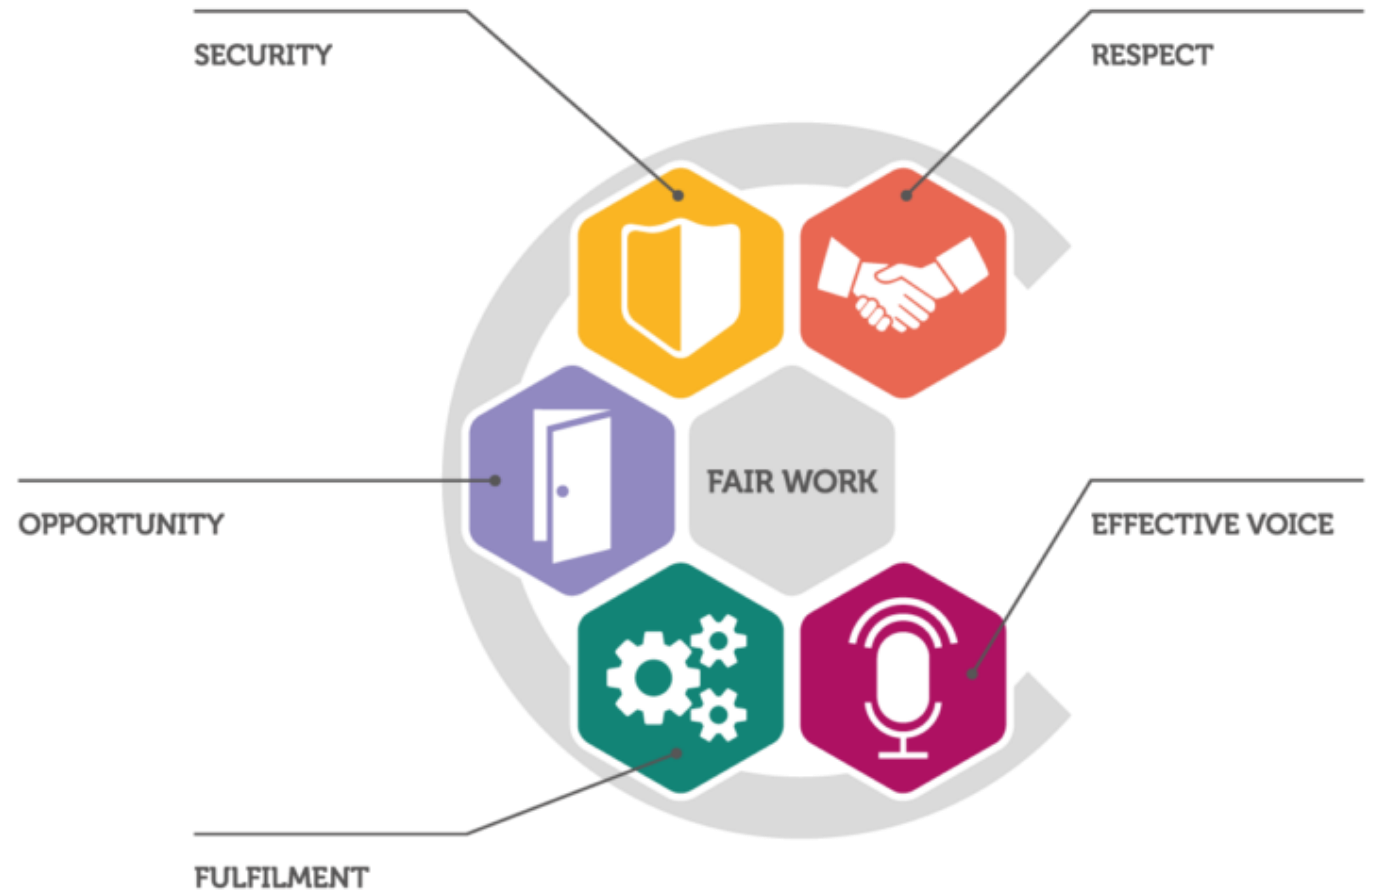 SECURITY
RESPECT
FAIR WORK
OPPORTUNITY
EFFECTIVE VOICE
FULFILMENT